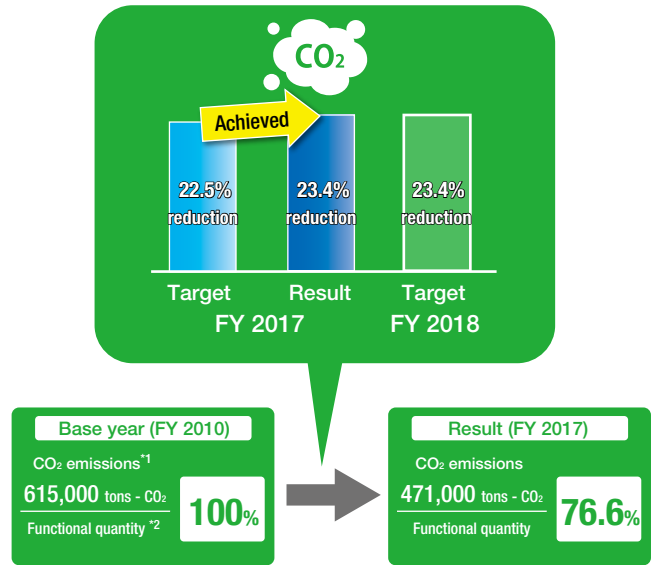 CO₂
Achieved
22.5% reduction
23.4% reduction
23.4% reduction
Target
Result
Target
FY 2017
FY 2018
Base year (FY 2010)
CO₂ emissions*1
615,000 tons - CO₂
Functional quantity *2
100%
Result (FY 2017)
CO₂ emissions
471,000 tons - CO₂
Functional quantity
76.6%